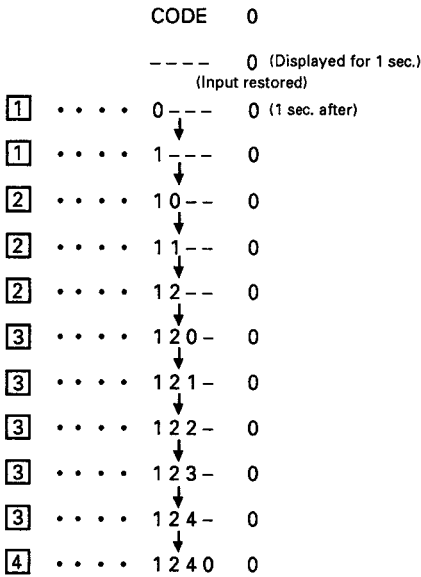 CODE 0
---- 0 (Displayed for 1 sec.)
(Input restored)
1 · · · · 0--- 0 (1 sec. after)
1 · · · · 1--- 0
2 · · · · 10-- 0
2 · · · · 11-- 0
2 · · · · 12-- 0
3 · · · · 120- 0
3 · · · · 121- 0
3 · · · · 122- 0
3 · · · · 123- 0
3 · · · · 124- 0
4 · · · · 1240 0